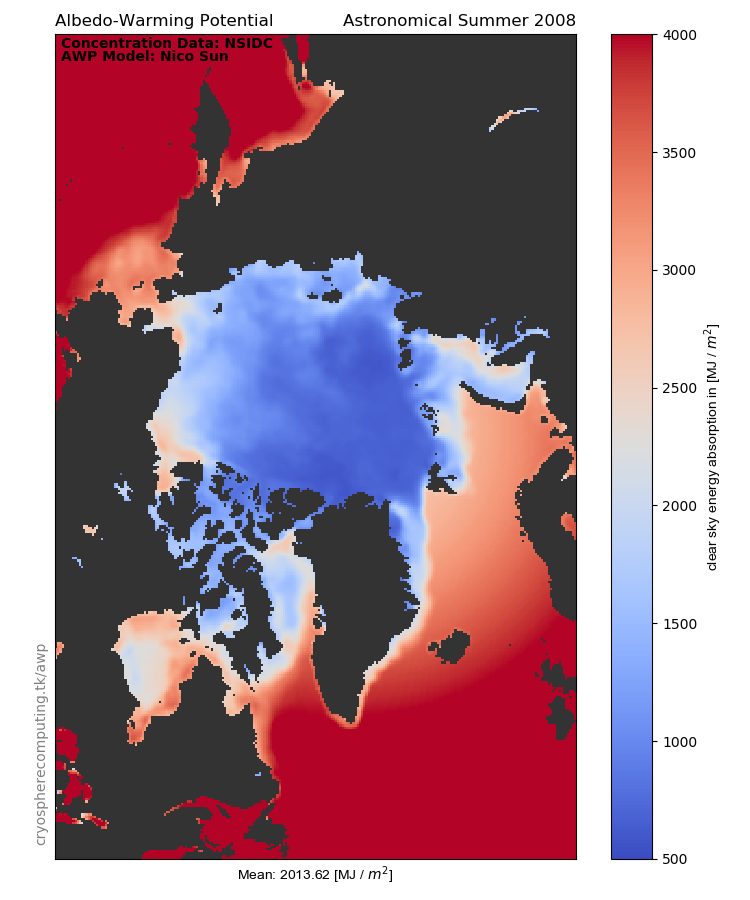 Albedo-Warming Potential
Astronomical Summer 2008
Concentration Data: NSIDC
AWP Model: Nico Sun
4000
3500
3000
2500
2000
1500
1000
500
clear sky energy absorption in [MJ / m²]
cryospherecomputing.tk/awp
Mean: 2013.62 [MJ / m²]